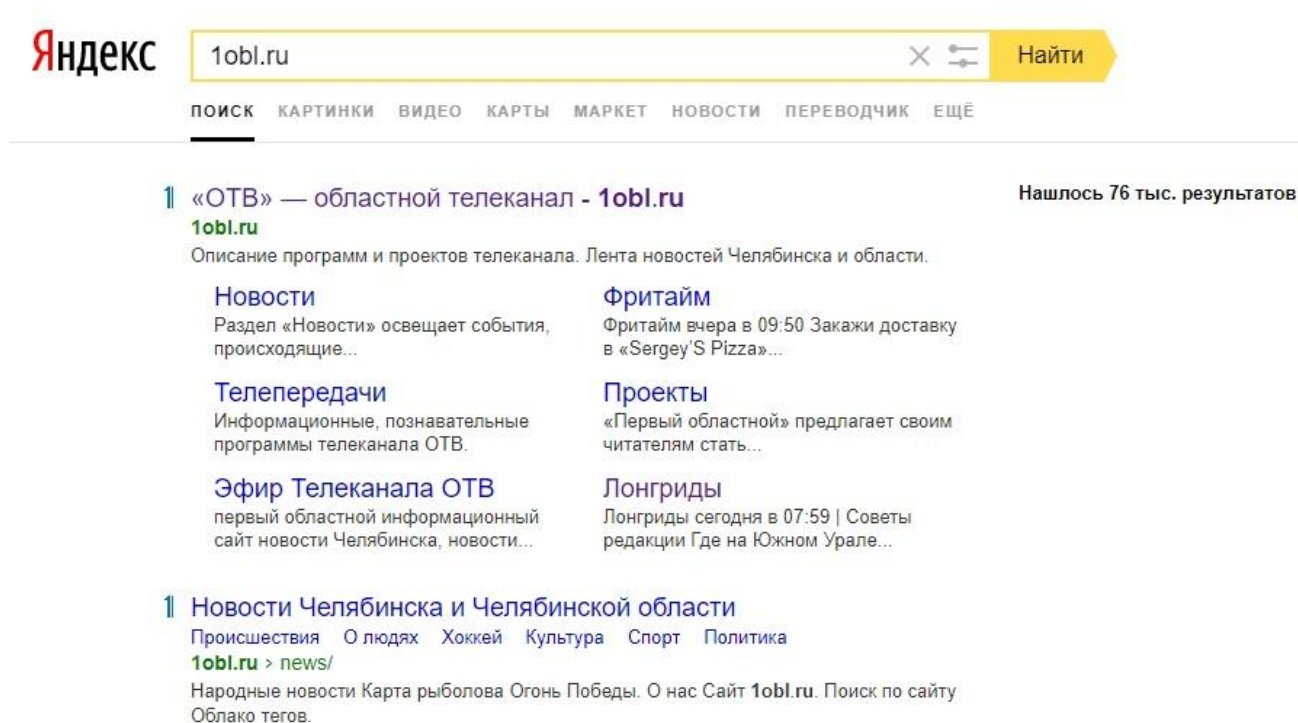 Яндекс
1obl.ru
Найти
ПОИСК КАРТИНКИ ВИДЕО КАРТЫ МАРКЕТ НОВОСТИ ПЕРЕВОДЧИК ЕЩЁ
«ОТВ» — областной телеканал - 1obl.ru
Нашлось 76 тыс. результатов
1obl.ru
Описание программ и проектов телеканала. Лента новостей Челябинска и области.
Новости
Раздел «Новости» освещает события,
происходящие...
Фритайм
Фритайм вчера в 09:50 Закажи доставку
в «Sergey’S Pizza»...
Телепередачи
Информационные, познавательные
программы телеканала ОТВ.
Проекты
«Первый областной» предлагает своим
читателям стать...
Эфир Телеканала ОТВ
первый областной информационный
сайт новости Челябинска, новости...
Лонгриды
Лонгриды сегодня в 07:59 | Советы
редакции Где на Южном Урале...
Новости Челябинска и Челябинской области
Происшествия О людях Хоккей Культура Спорт Политика
1obl.ru > news/
Народные новости Карта рыболова Огонь Победы. О нас Сайт 1obl.ru. Поиск по сайту
Облако тегов.